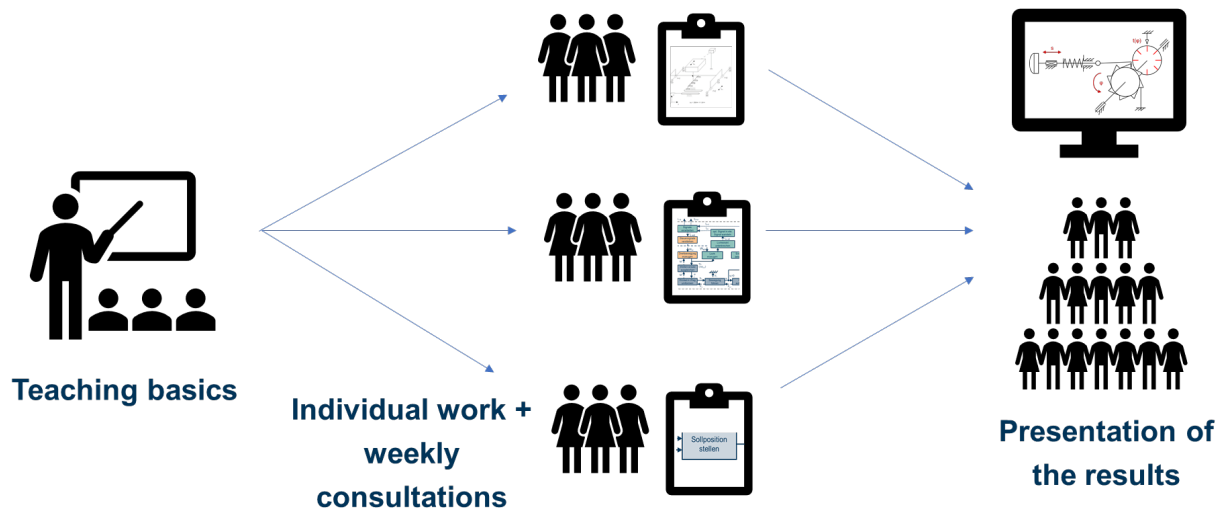 Teaching basics
Individual work +
weekly
consultations
Sollposition
stellen
Presentation of
the results